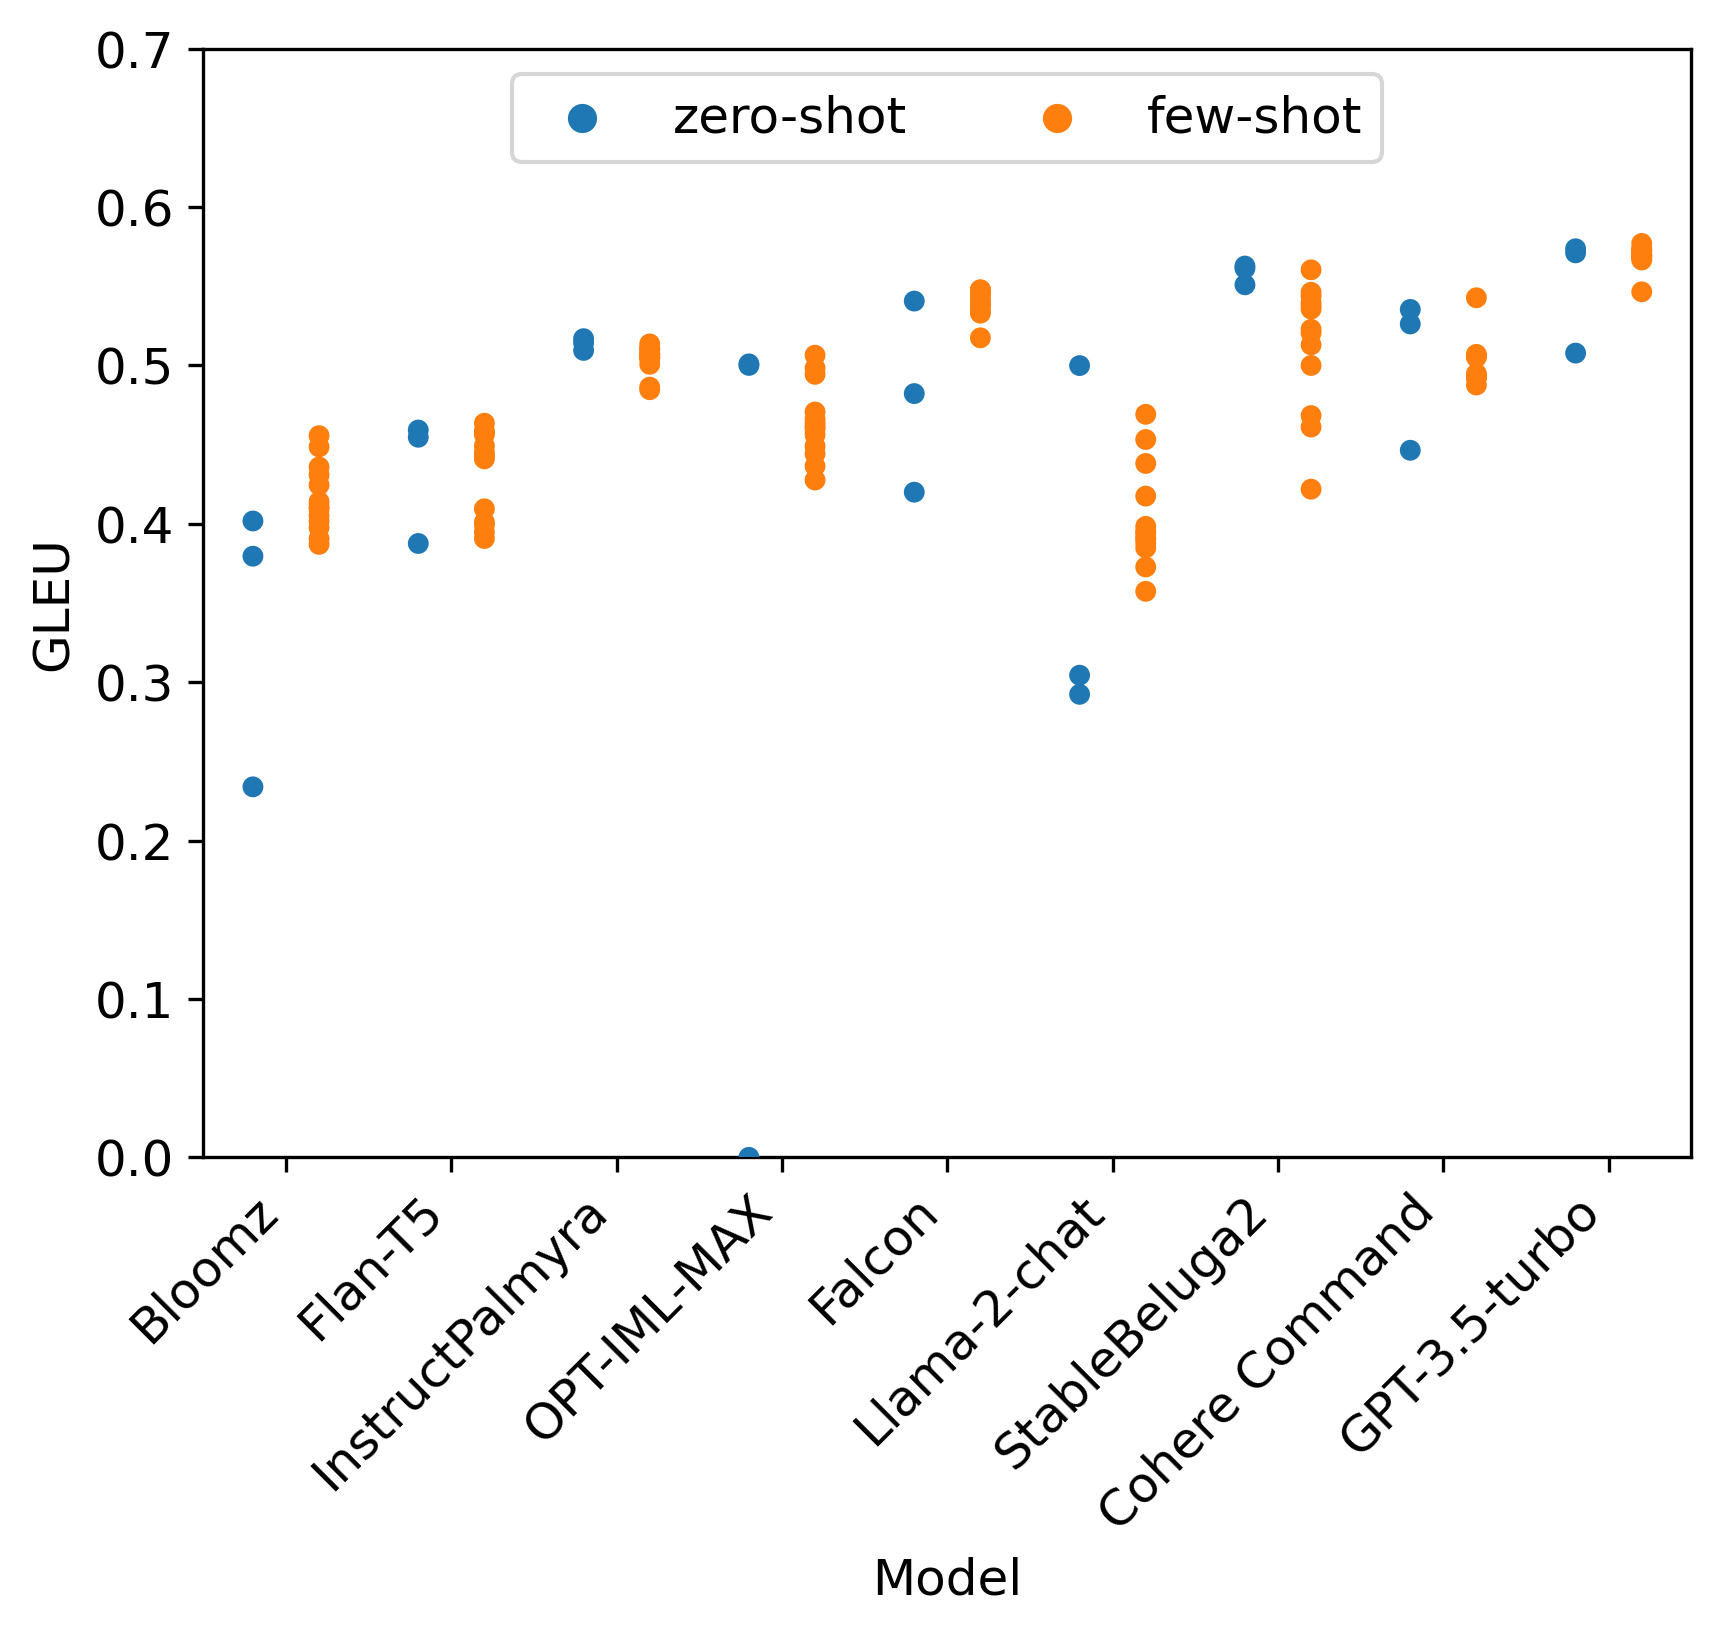 zero-shot few-shot
0.7
0.6
0.5
0.4
0.3
0.2
0.1
0.0
GLEU
Bloomz
Flan-T5
InstructPalmyra
OPT-IML-MAX
Falcon
Llama-2-chat
StableBeluga2
Cohere Command
GPT-3.5-turbo
Model